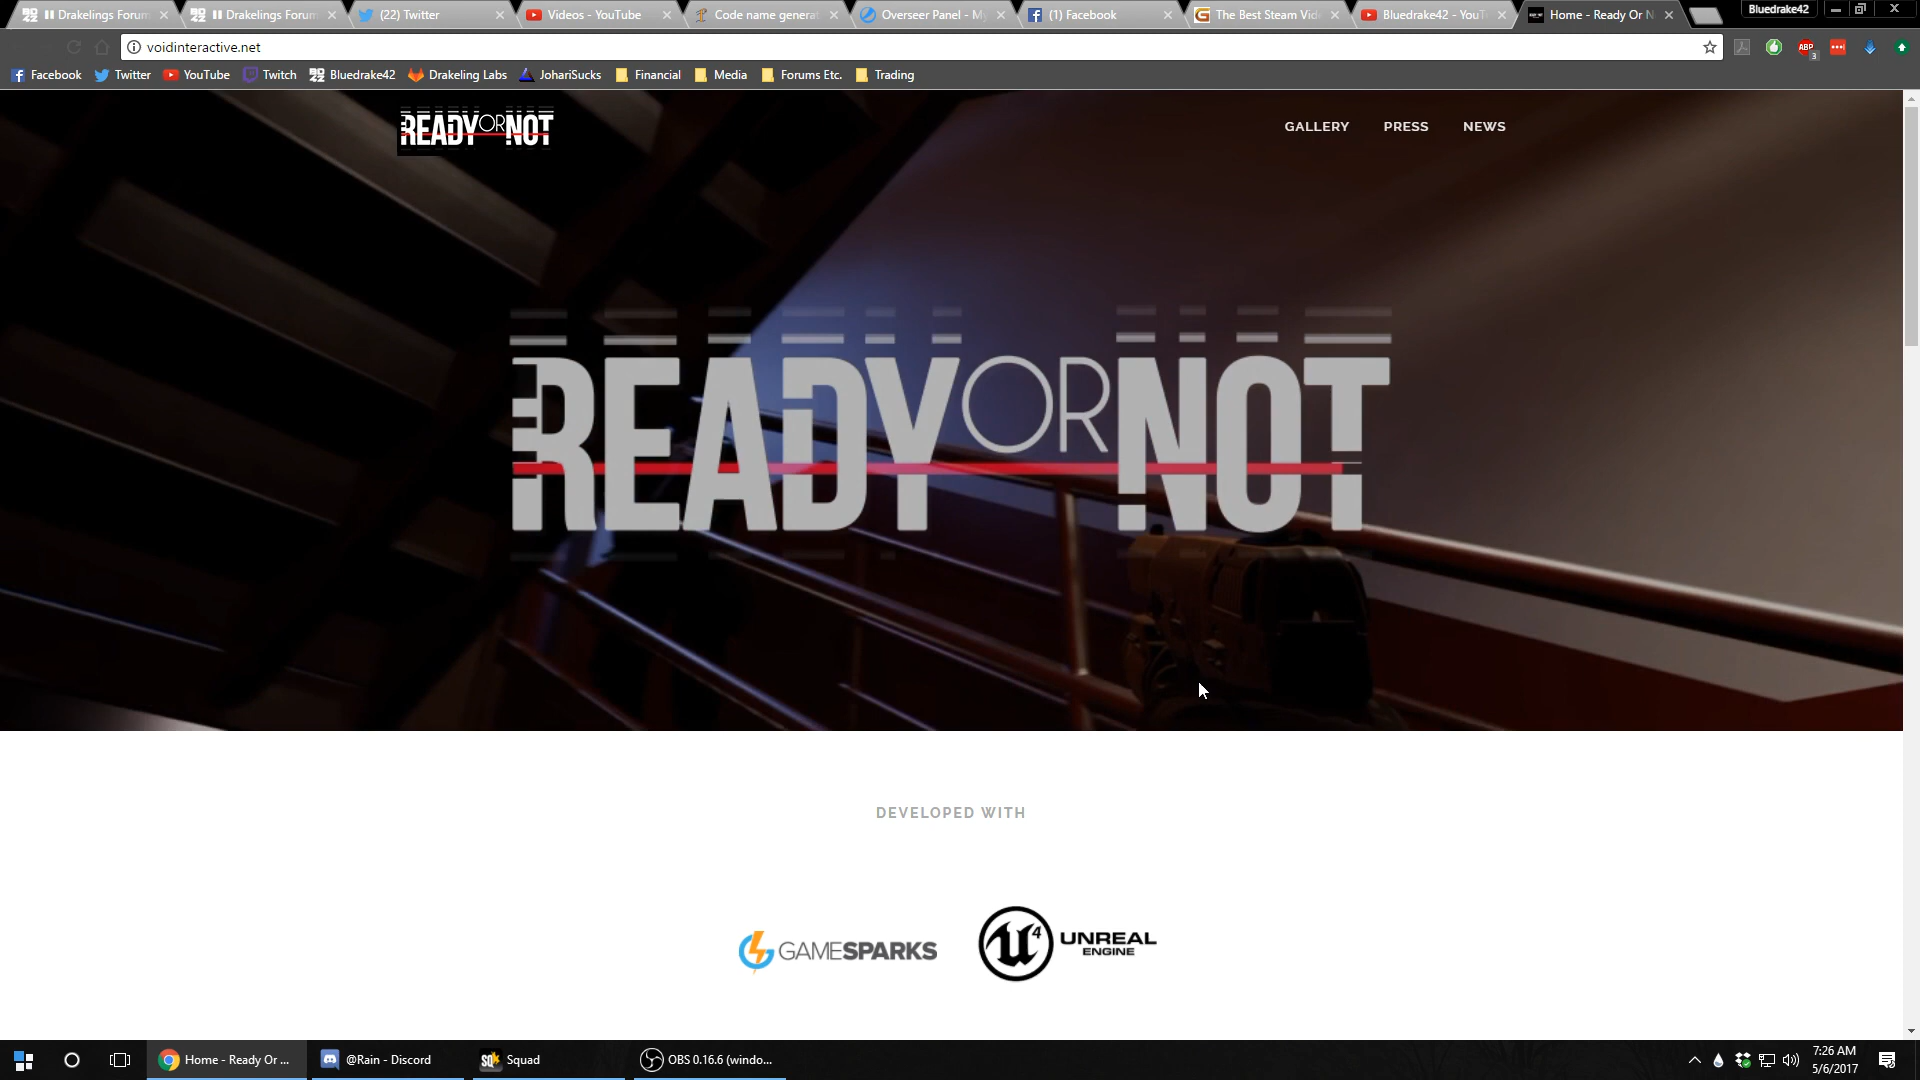 Drakelings Forum
Drakelings Forum
(22) Twitter
Videos - YouTube
Code name generat
Overseer Panel - M
(1) Facebook
The Best Steam Vid
Bluedrake42 - YouT
Home - Ready Or N
Bluedrake42
voidinteractive.net
ABP
3
Facebook
Twitter
YouTube
Twitch
Bluedrake42
Drakeling Labs
JohariSucks
Financial
Media
Forums Etc.
Trading
READY OR NOT
GALLERY
PRESS
NEWS
READY OR NOT
DEVELOPED WITH
GAMESPARKS
4
UNREAL
ENGINE
Home - Ready Or ...
@Rain - Discord
Squad
OBS 0.16.6 (windo...
7:26 AM
5/6/2017